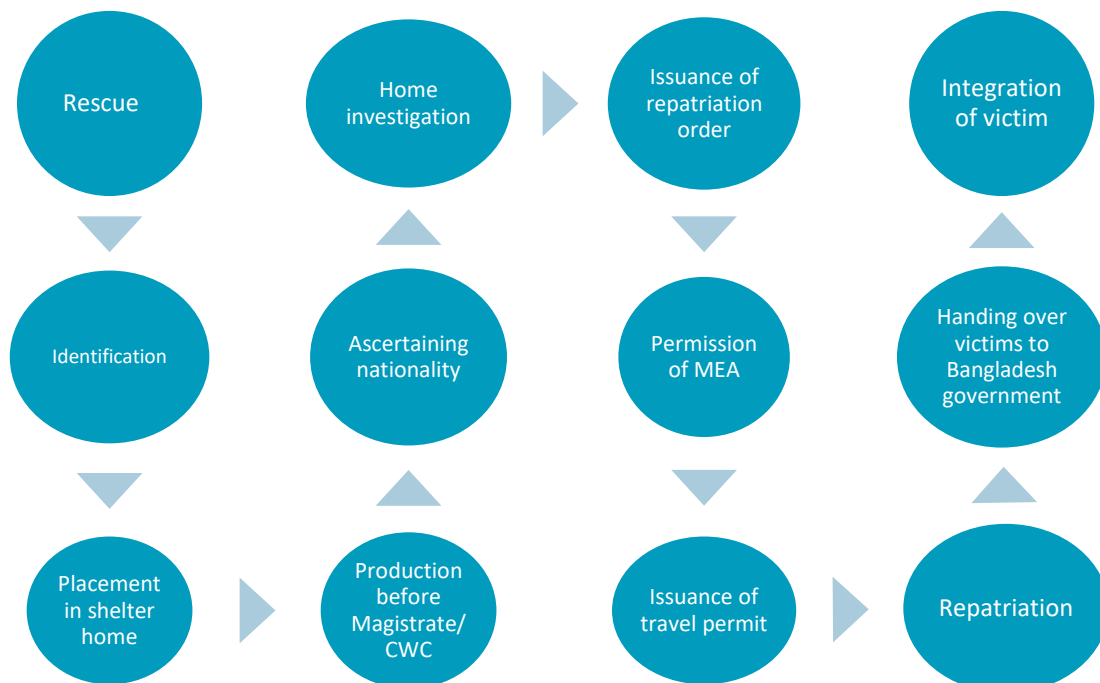 Rescue
Identification
Placement
in shelter
home
Production
before
Magistrate/
CWC
Ascertaining
nationality
Home
investigation
Issuance of
repatriation
order
Permission
of MEA
Issuance of
travel permit
Repatriation
Handing over
victims to
Bangladesh
government
Integration
of victim